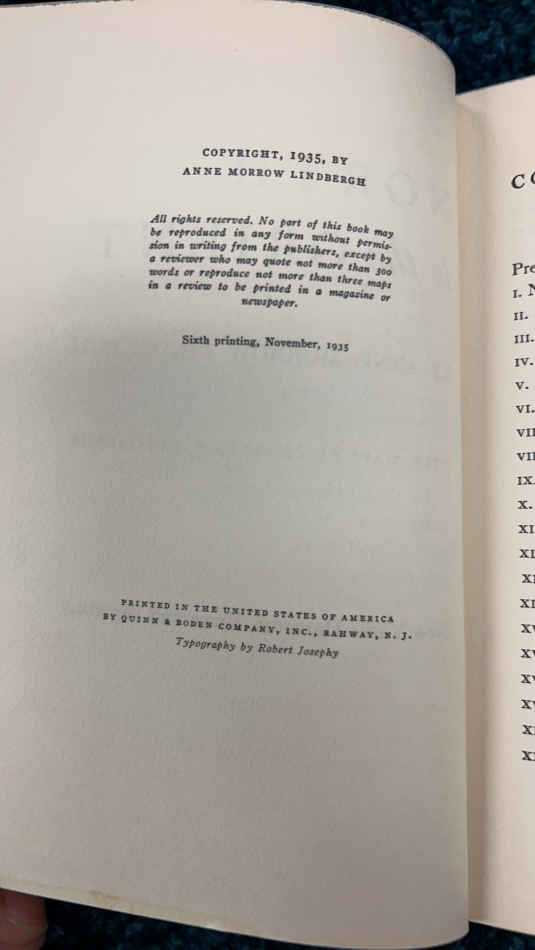 COPYRIGHT, 1935, BY
ANNE MORROW LINDBERGH
All rights reserved. No part of this book may
be reproduced in any form without permis-
sion in writing from the publishers, except by
a reviewer who may quote not more than 300
words or reproduce not more than three maps
in a review to be printed in a magazine or
newspaper.
Sixth printing, November, 1935
PRINTED IN THE UNITED STATES OF AMERICA
BY QUINN & BODEN COMPANY, INC., RAHWAY, N. J.
Typography by Robert Josephy
I.
II.
III.
IV.
V.
VI.
IX.
X.